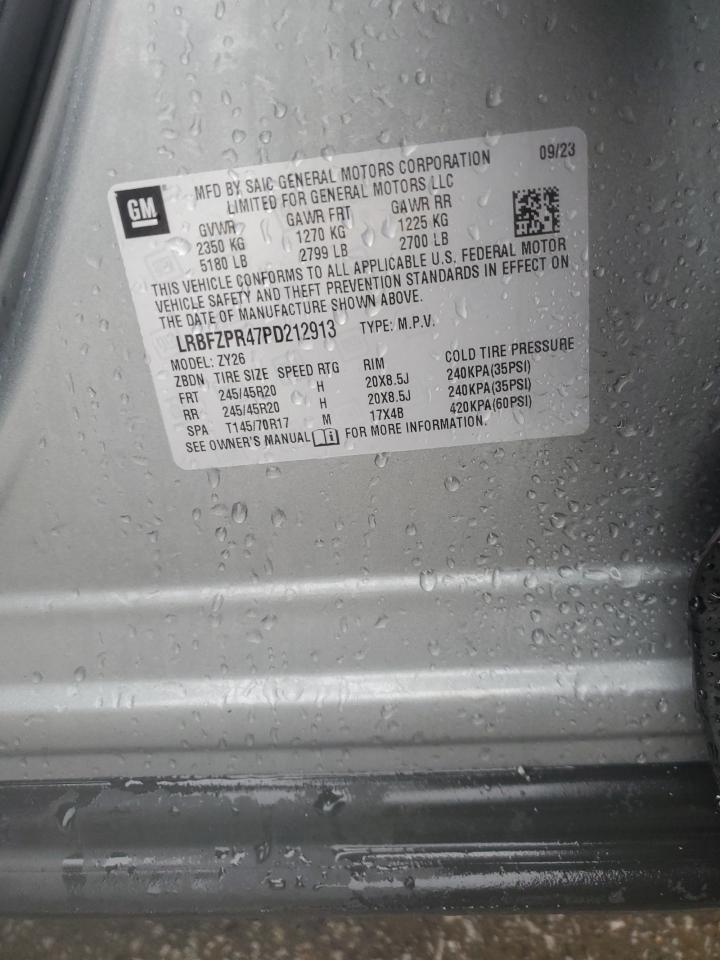 09/23
GM
MFD BY SAIC GENERAL MOTORS CORPORATION
LIMITED FOR GENERAL MOTORS LLC
GVWR GAWR FRT GAWR RR
2350 KG 1270 KG 1225 KG
5180 LB 2799 LB 2700 LB
THIS VEHICLE CONFORMS TO ALL APPLICABLE U.S. FEDERAL MOTOR
VEHICLE SAFETY AND THEFT PREVENTION STANDARDS IN EFFECT ON
THE DATE OF MANUFACTURE SHOWN ABOVE.
LRBFZPR47PD212913 TYPE: M.P.V.
MODEL: ZY26
ZBDN TIRE SIZE SPEED RTG RIM COLD TIRE PRESSURE
FRT 245/45R20 H 20X8.5J 240KPA(35PSI)
RR 245/45R20 H 20X8.5J 240KPA(35PSI)
SPA T145/70R17 M 17X4B 420KPA(60PSI)
SEE OWNER'S MANUAL FOR MORE INFORMATION.